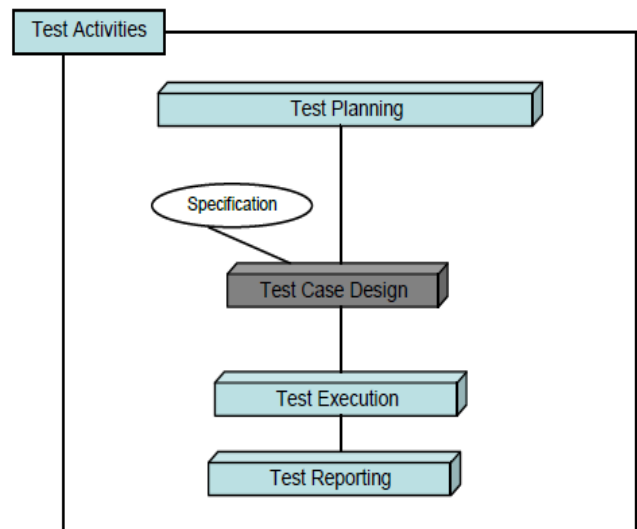 Test Activities
Test Planning
Specification
Test Case Design
Test Execution
Test Reporting